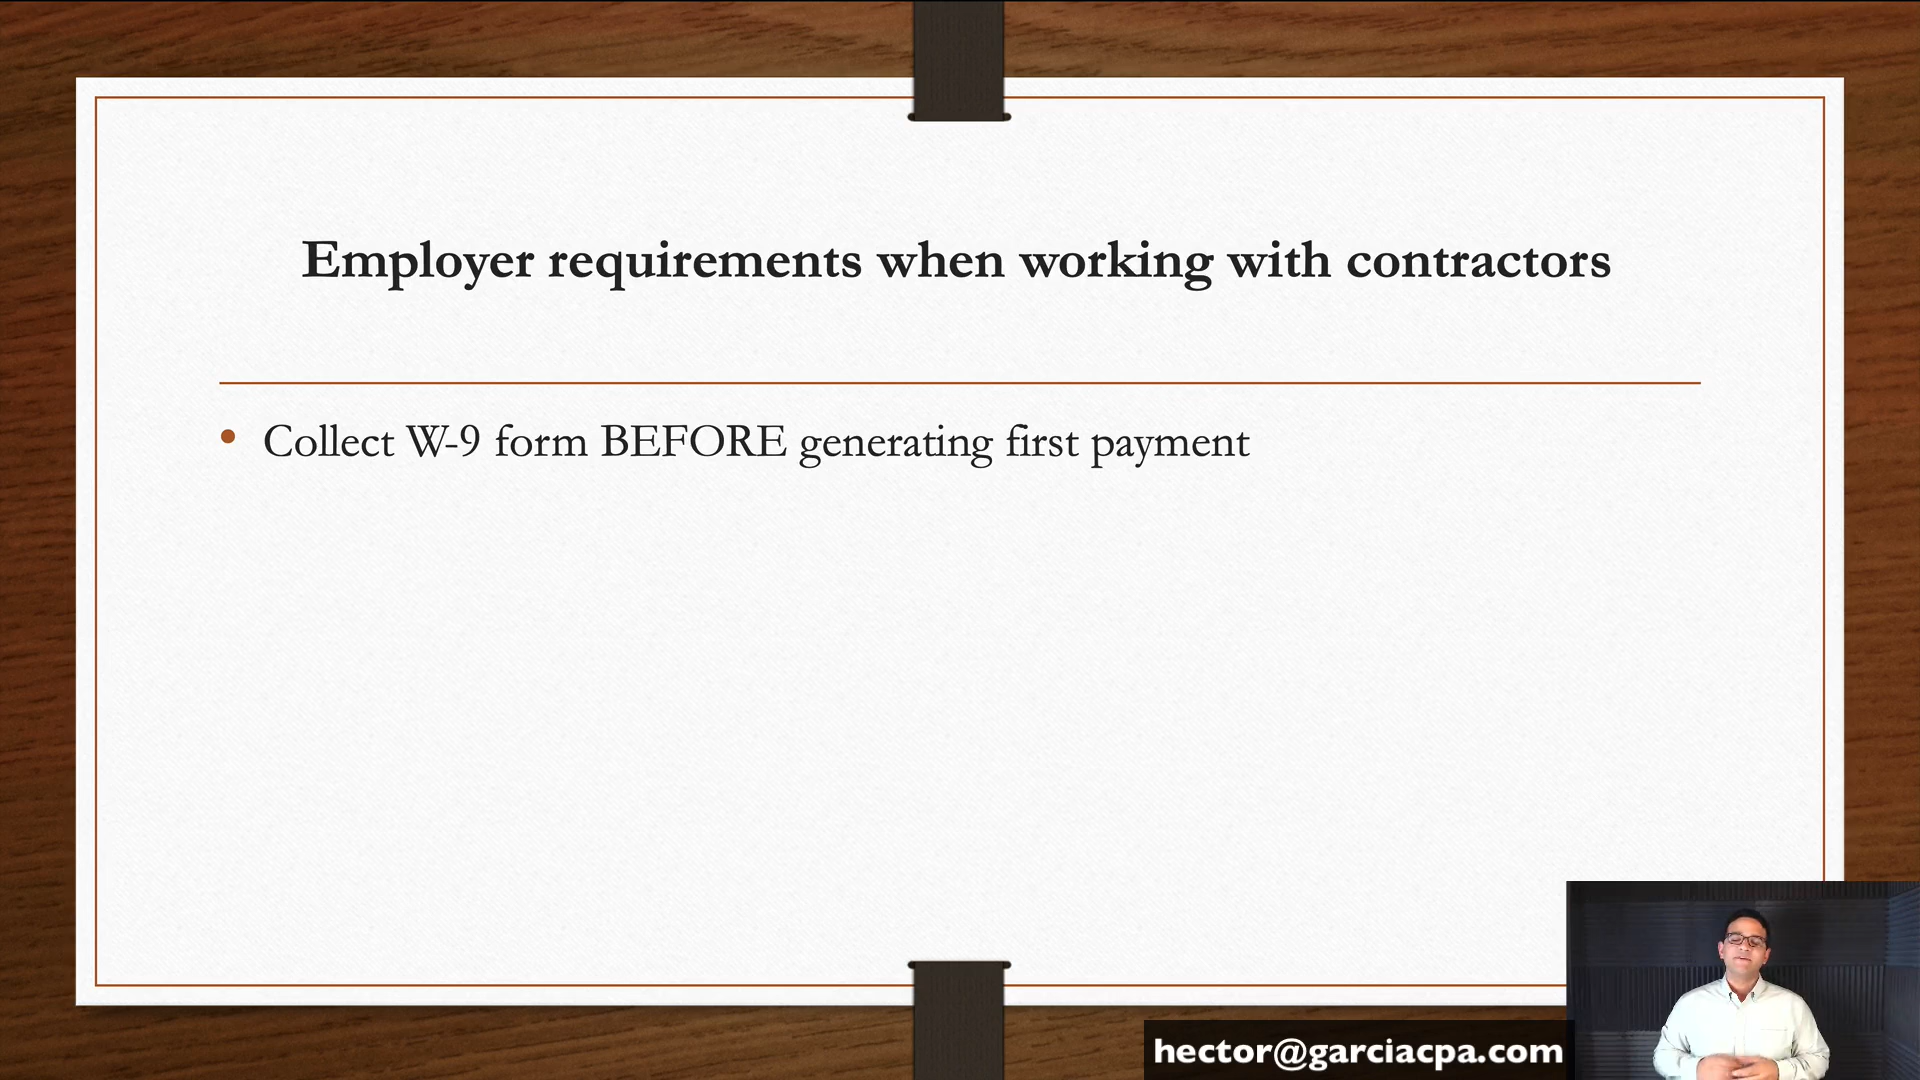 Employer requirements when working with contractors
• Collect W-9 form BEFORE generating first payment
hector@garciacpa.com